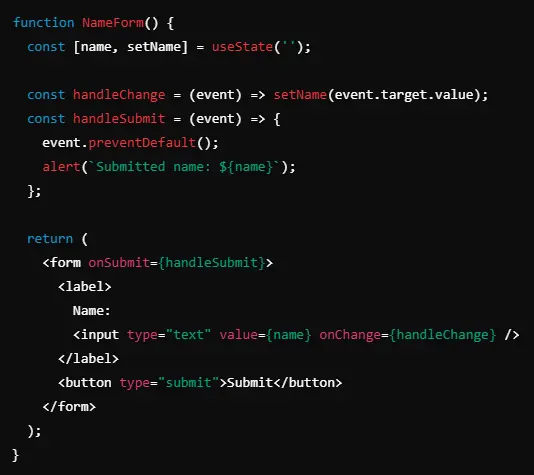 function NameForm() {
  const [name, setName] = useState('');

  const handleChange = (event) => setName(event.target.value);
  const handleSubmit = (event) => {
    event.preventDefault();
    alert(`Submitted name: ${name}`);
  };

  return (
    <form onSubmit={handleSubmit}>
      <label>
        Name:
        <input type="text" value={name} onChange={handleChange} />
      </label>
      <button type="submit">Submit</button>
    </form>
  );
}